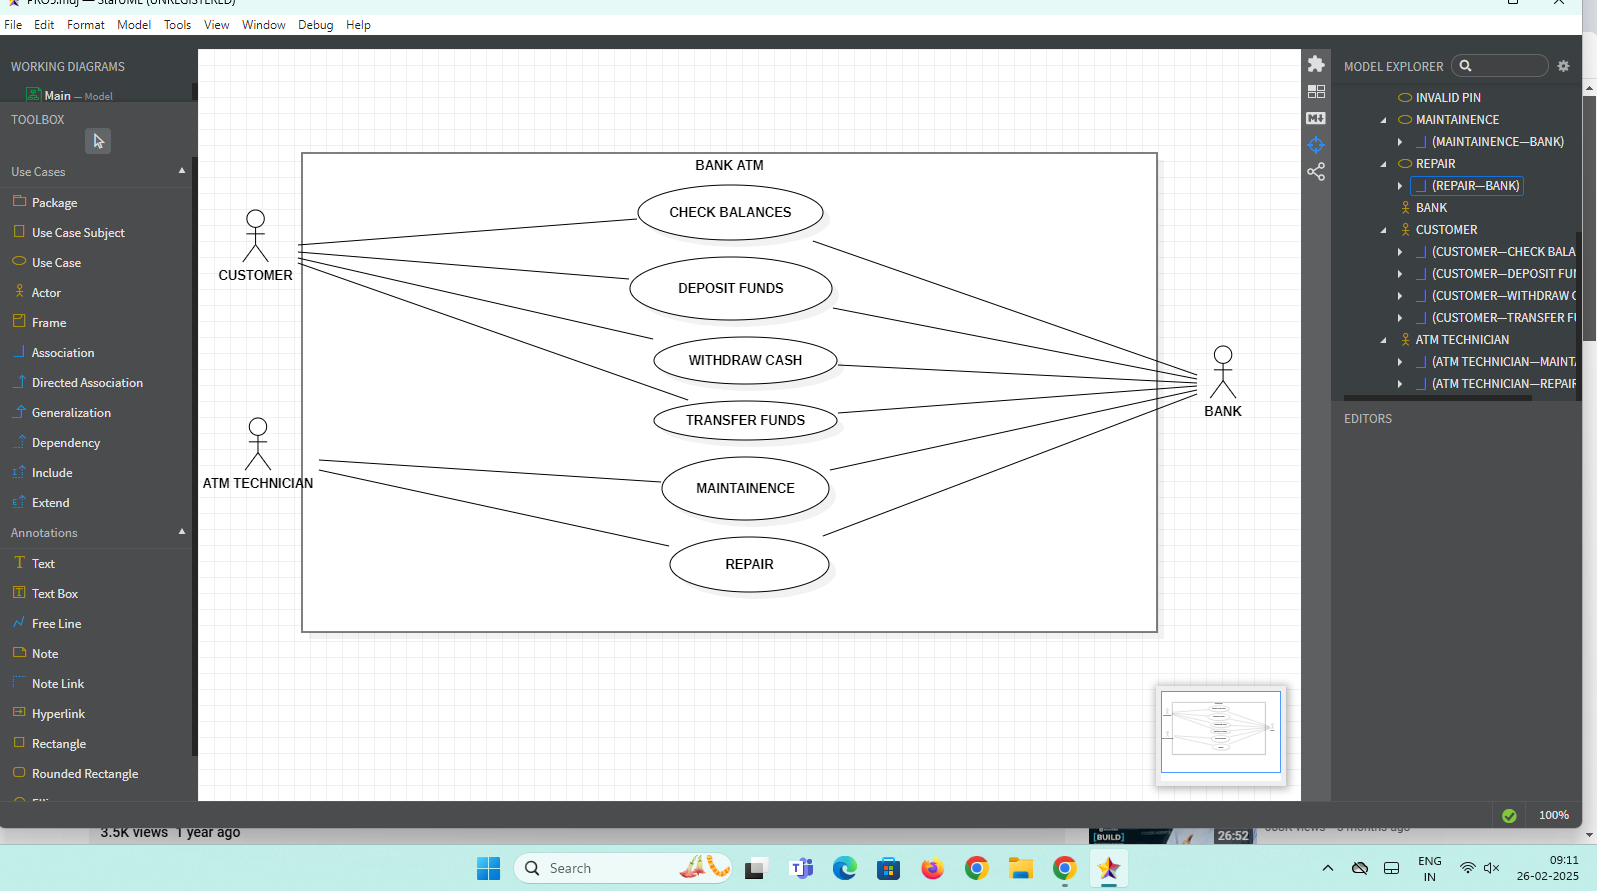 PRO5.mdj — StarUML (UNREGISTERED)
File Edit Format Model Tools View Window Debug Help
WORKING DIAGRAMS
Main — Model
TOOLBOX
Use Cases
Package
Use Case Subject
Use Case
Actor
Frame
Association
Directed Association
Generalization
Dependency
Include
Extend
Annotations
Text
Text Box
Free Line
Note
Note Link
Hyperlink
Rectangle
Rounded Rectangle
BANK ATM
CHECK BALANCES
CUSTOMER
DEPOSIT FUNDS
WITHDRAW CASH
BANK
TRANSFER FUNDS
ATM TECHNICIAN
MAINTAINENCE
REPAIR
MODEL EXPLORER
INVALID PIN
MAINTAINENCE
(MAINTAINENCE—BANK)
REPAIR
(REPAIR—BANK)
BANK
CUSTOMER
(CUSTOMER—CHECK BALA
(CUSTOMER—DEPOSIT FUN
(CUSTOMER—WITHDRAW C
(CUSTOMER—TRANSFER FU
ATM TECHNICIAN
(ATM TECHNICIAN—MAINTA
(ATM TECHNICIAN—REPAIR
EDITORS
100%
3.5K views 1 year ago
[BUILD]
26:52
Search
ENG
IN
09:11
26-02-2025